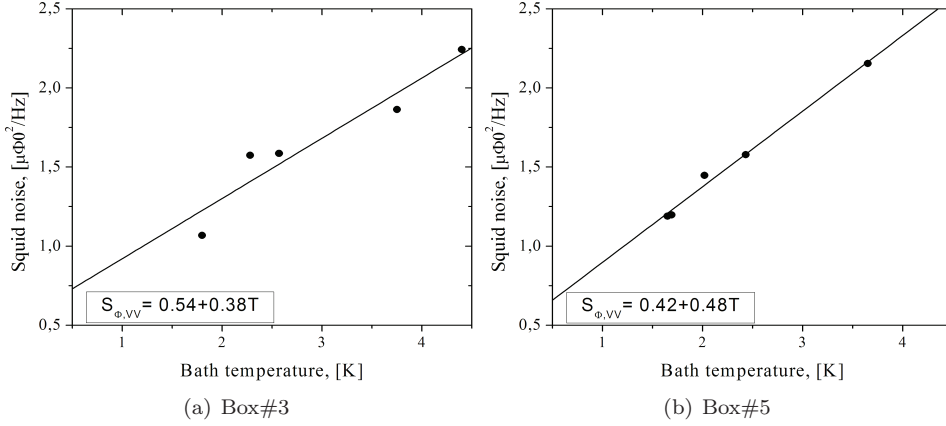 2,5
2,0
1,5
1,0
0,5
Squid noise, [μΦ0²/Hz]
S_Φ,VV= 0.54+0.38T
1 2 3 4
Bath temperature, [K]
(a) Box#3
2,5
2,0
1,5
1,0
0,5
Squid noise, [μΦ0²/Hz]
S_Φ,VV= 0.42+0.48T
1 2 3 4
Bath temperature, [K]
(b) Box#5